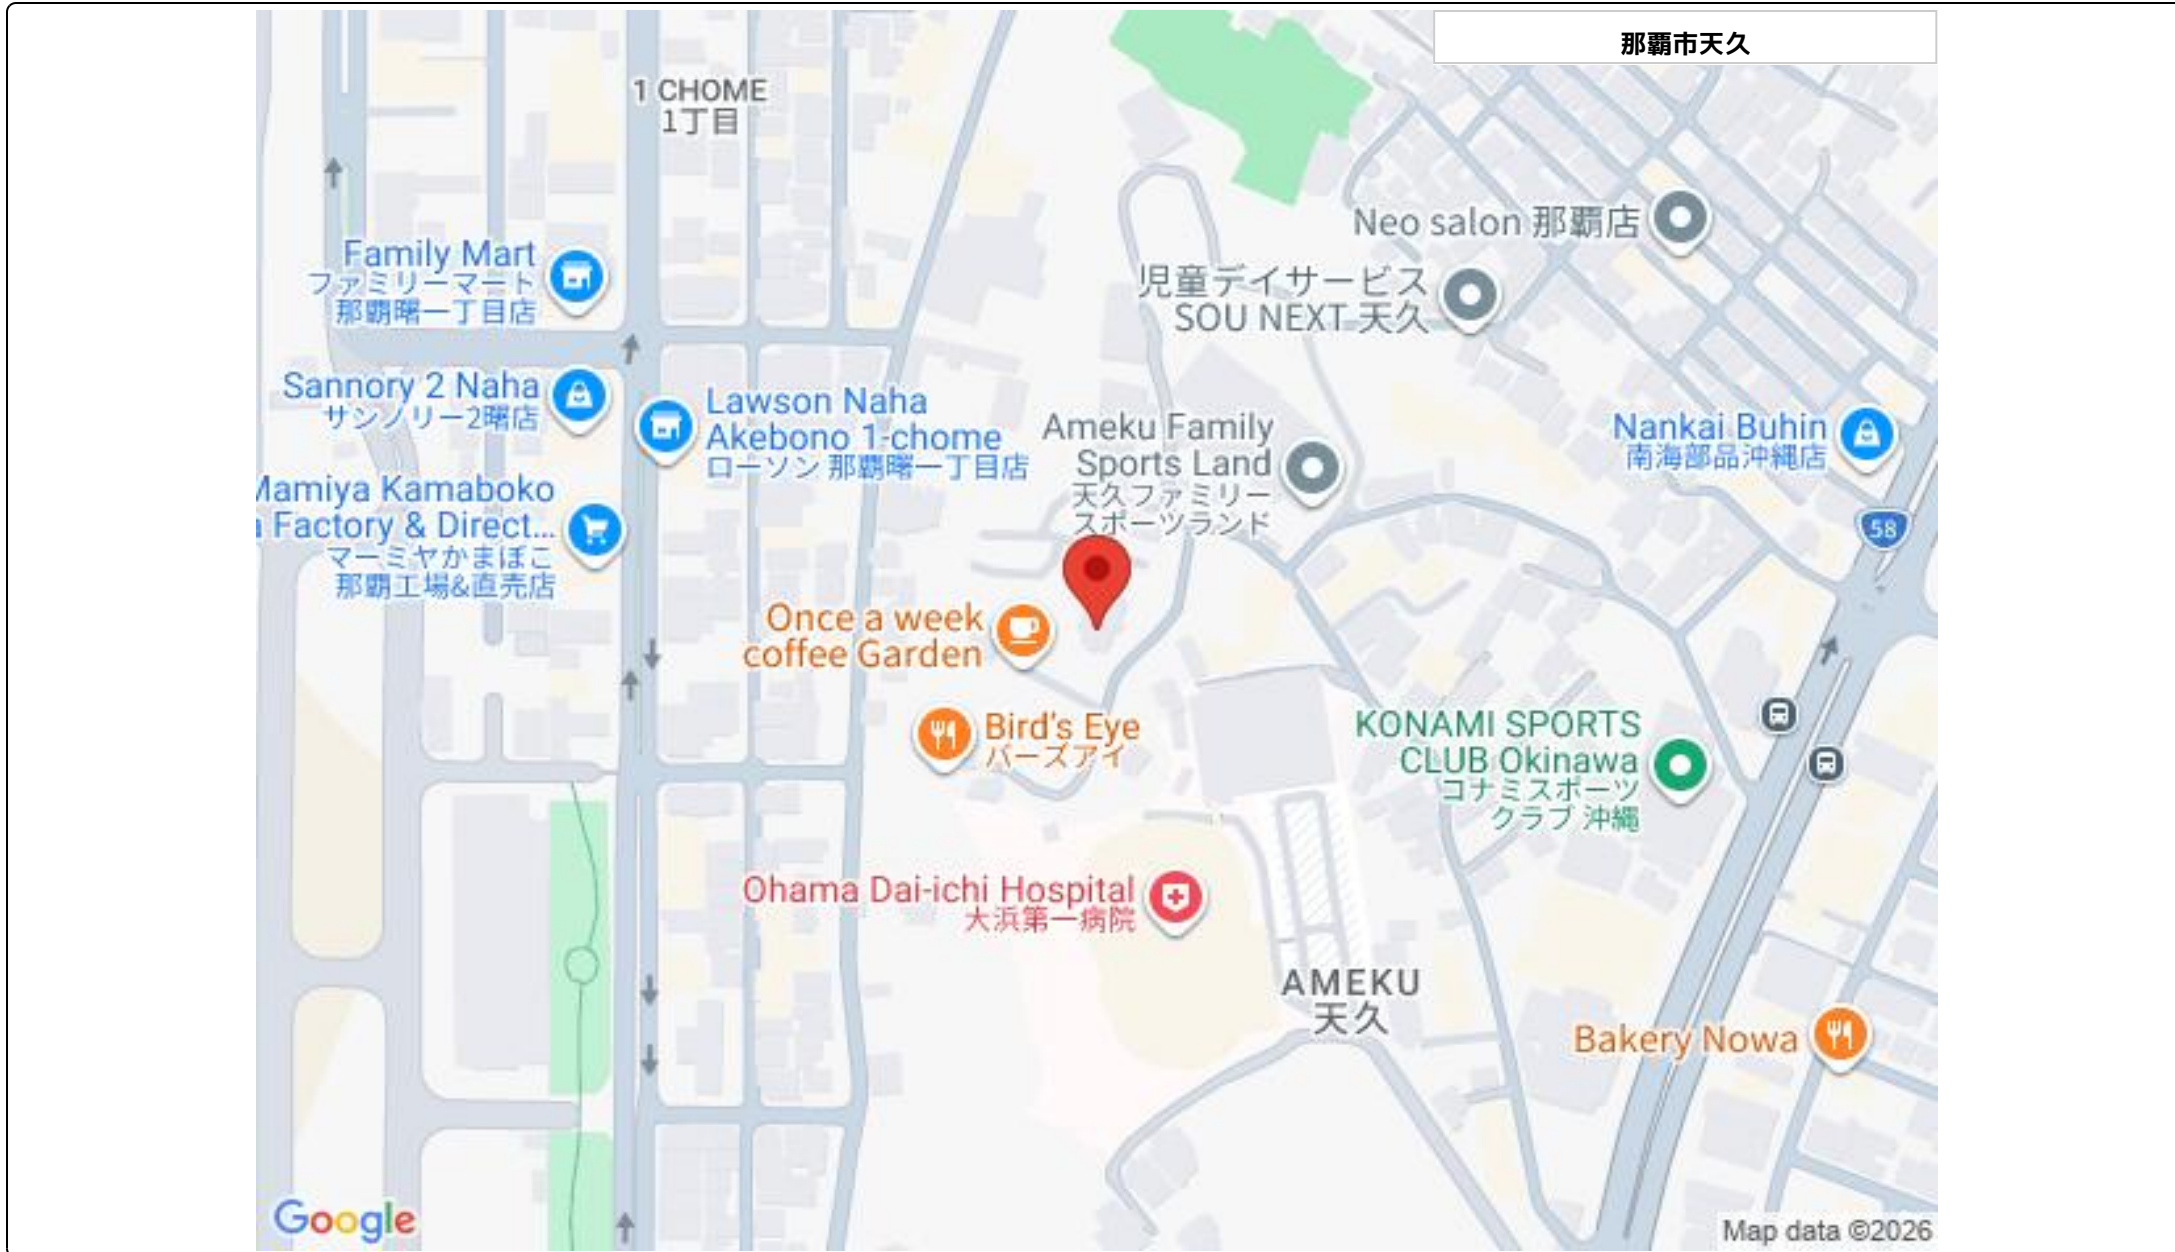 那覇市天久
1 CHOME
1丁目
Neo salon 那覇店
Family Mart
ファミリーマート
那覇曙一丁目店
児童デイサービス
SOU NEXT 天久
Sannory 2 Naha
サンノリー2曙店
Lawson Naha
Akebono 1-chome
ローソン 那覇曙一丁目店
Ameku Family
Sports Land
天久ファミリー
スポーツランド
Nankai Buhin
南海部品沖縄店
58
Mamiya Kamaboko
a Factory & Direct...
マーミヤかまぼこ
那覇工場&直売店
Once a week
coffee Garden
Bird's Eye
バーズアイ
KONAMI SPORTS
CLUB Okinawa
コナミスポーツ
クラブ 沖縄
Ohama Dai-ichi Hospital
大浜第一病院
AMEKU
天久
Bakery Nowa
Google
Map data ©2026